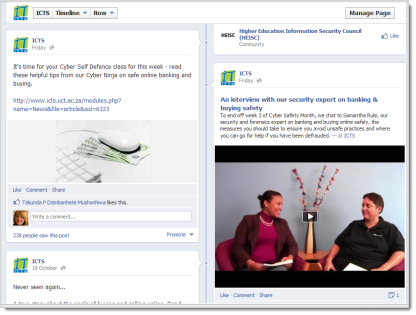 ICTS Timeline Now Manage Page
ICTS
Friday
It's time for your Cyber Self Defence class for this week - read
these helpful tips from our Cyber Ninja on safe online banking and
buying.
http://www.icts.uct.ac.za/modules.php?
name=News&file=article&sid=6323
Like · Comment · Share
Takunda P Dzinbanhete Mushonhwa likes this.
Write a comment...
239 people saw this post Promote
ICTS
18 October
Never seen again...
HEISC
Higher Education Information Security Council
(HEISC)
Community
Like
ICTS
Friday
An interview with our security expert on banking &
buying safety
To end off week 3 of Cyber Safety Month, we chat to Samantha Rule, our
security and forensics expert on banking and buying online safely, the
measures you should take to ensure you avoid unsafe practices and where
you can go for help if you have been defrauded. — at ICTS
Like · Comment · Share 1